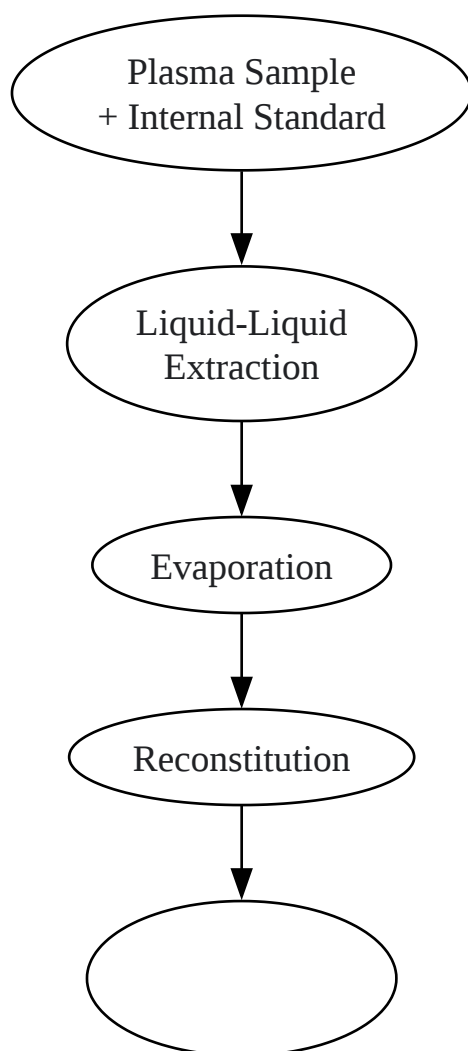 Plasma Sample
+ Internal Standard
Liquid-Liquid
Extraction
Evaporation
Reconstitution